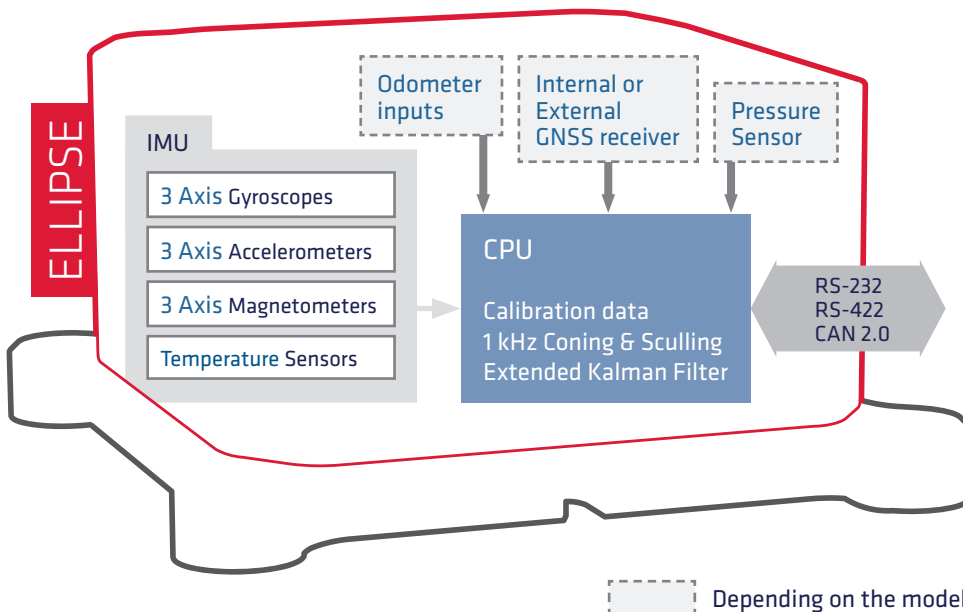 ELLIPSE
IMU
3 Axis Gyroscopes
3 Axis Accelerometers
3 Axis Magnetometers
Temperature Sensors
Odometer
inputs
Internal or
External
GNSS receiver
Pressure
Sensor
CPU
Calibration data
1 kHz Coning & Sculling
Extended Kalman Filter
RS-232
RS-422
CAN 2.0
Depending on the model